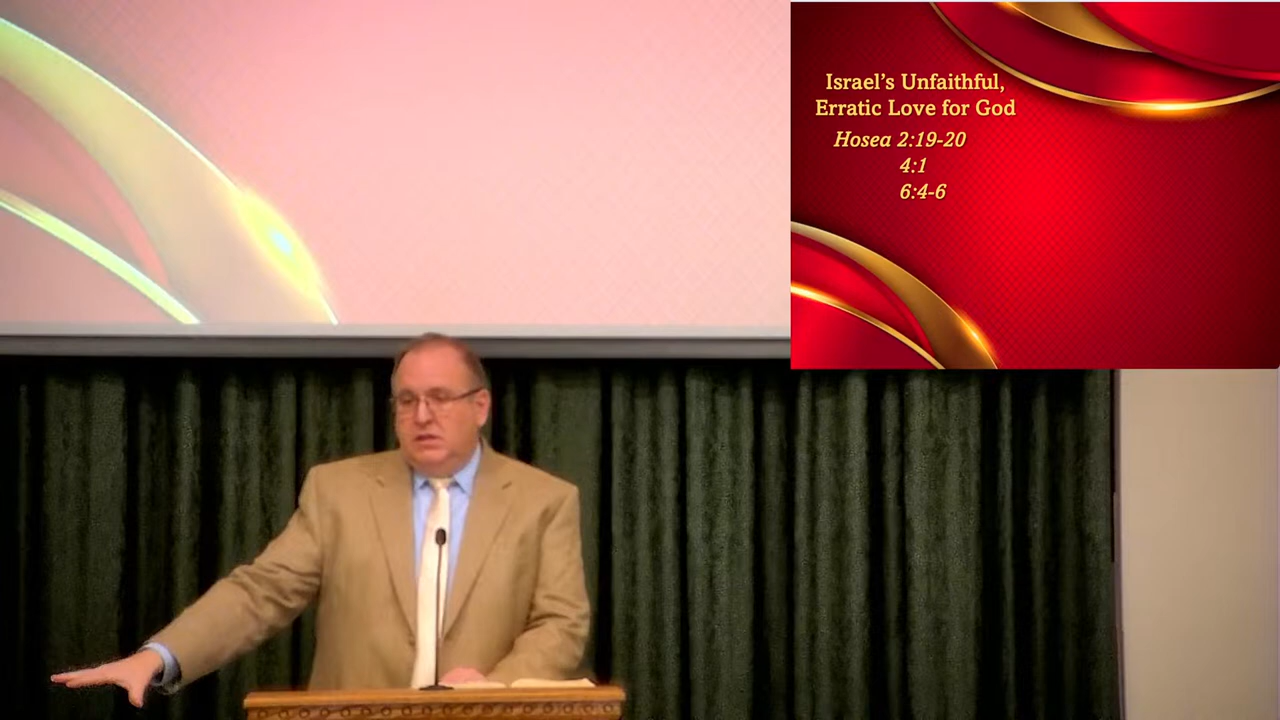 Israel’s Unfaithful,
Erratic Love for God
Hosea 2:19-20
4:1
6:4-6